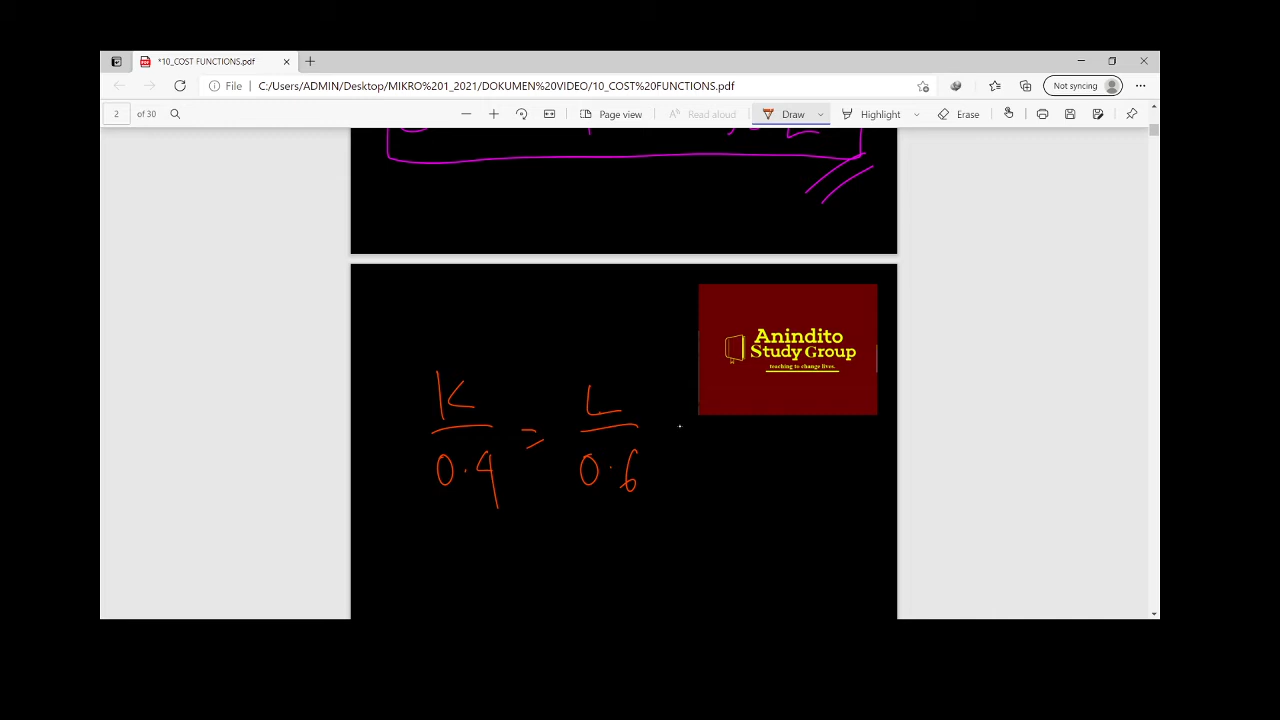 *10_COST FUNCTIONS.pdf
File C:/Users/ADMIN/Desktop/MIKRO%201_2021/DOKUMEN%20VIDEO/10_COST%20FUNCTIONS.pdf Not syncing
2 of 30 Page view Read aloud Draw Highlight Erase
Anindito
Study Group
teaching to change lives.
K/0.4 = L/0.6